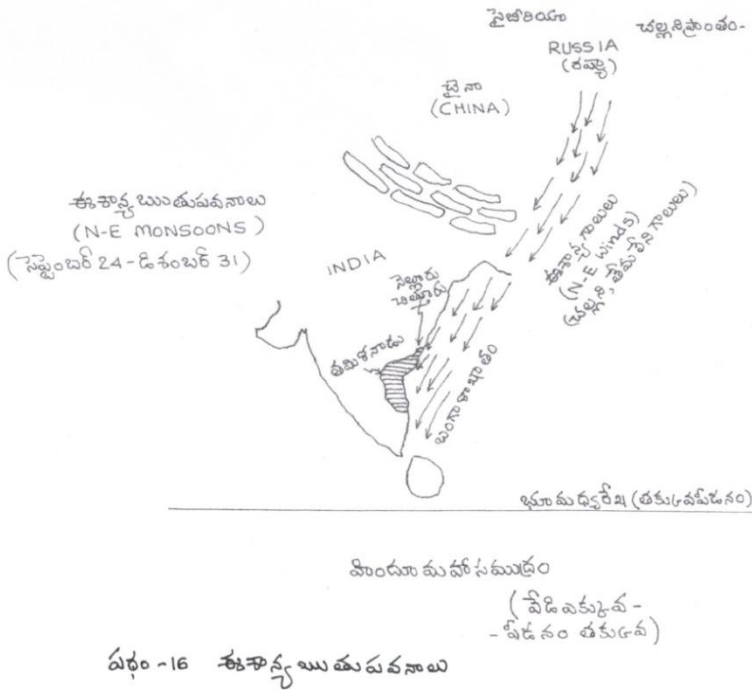 సైబీరియా
చల్లని ప్రాంతం-
RUSSIA
(రష్యా)
చైనా
(CHINA)
ఈశాన్య ఋతుపవనాలు
(N-E MONSOONS)
(సెప్టెంబర్ 24-డిశంబర్ 31)
ఈశాన్య గాలులు
(N-E Winds)
(చల్లని, తేమలేని గాలులు)
INDIA
నెల్లూరు
చిత్తూరు
తమిళనాడు
బంగాళాఖాతం
భూమధ్యరేఖ (తక్కువపీడనం)
హిందూ మహాసముద్రం
(వేడి ఎక్కువ-
-పీడనం తక్కువ)
పఠం -16 ఈశాన్య ఋతుపవనాలు